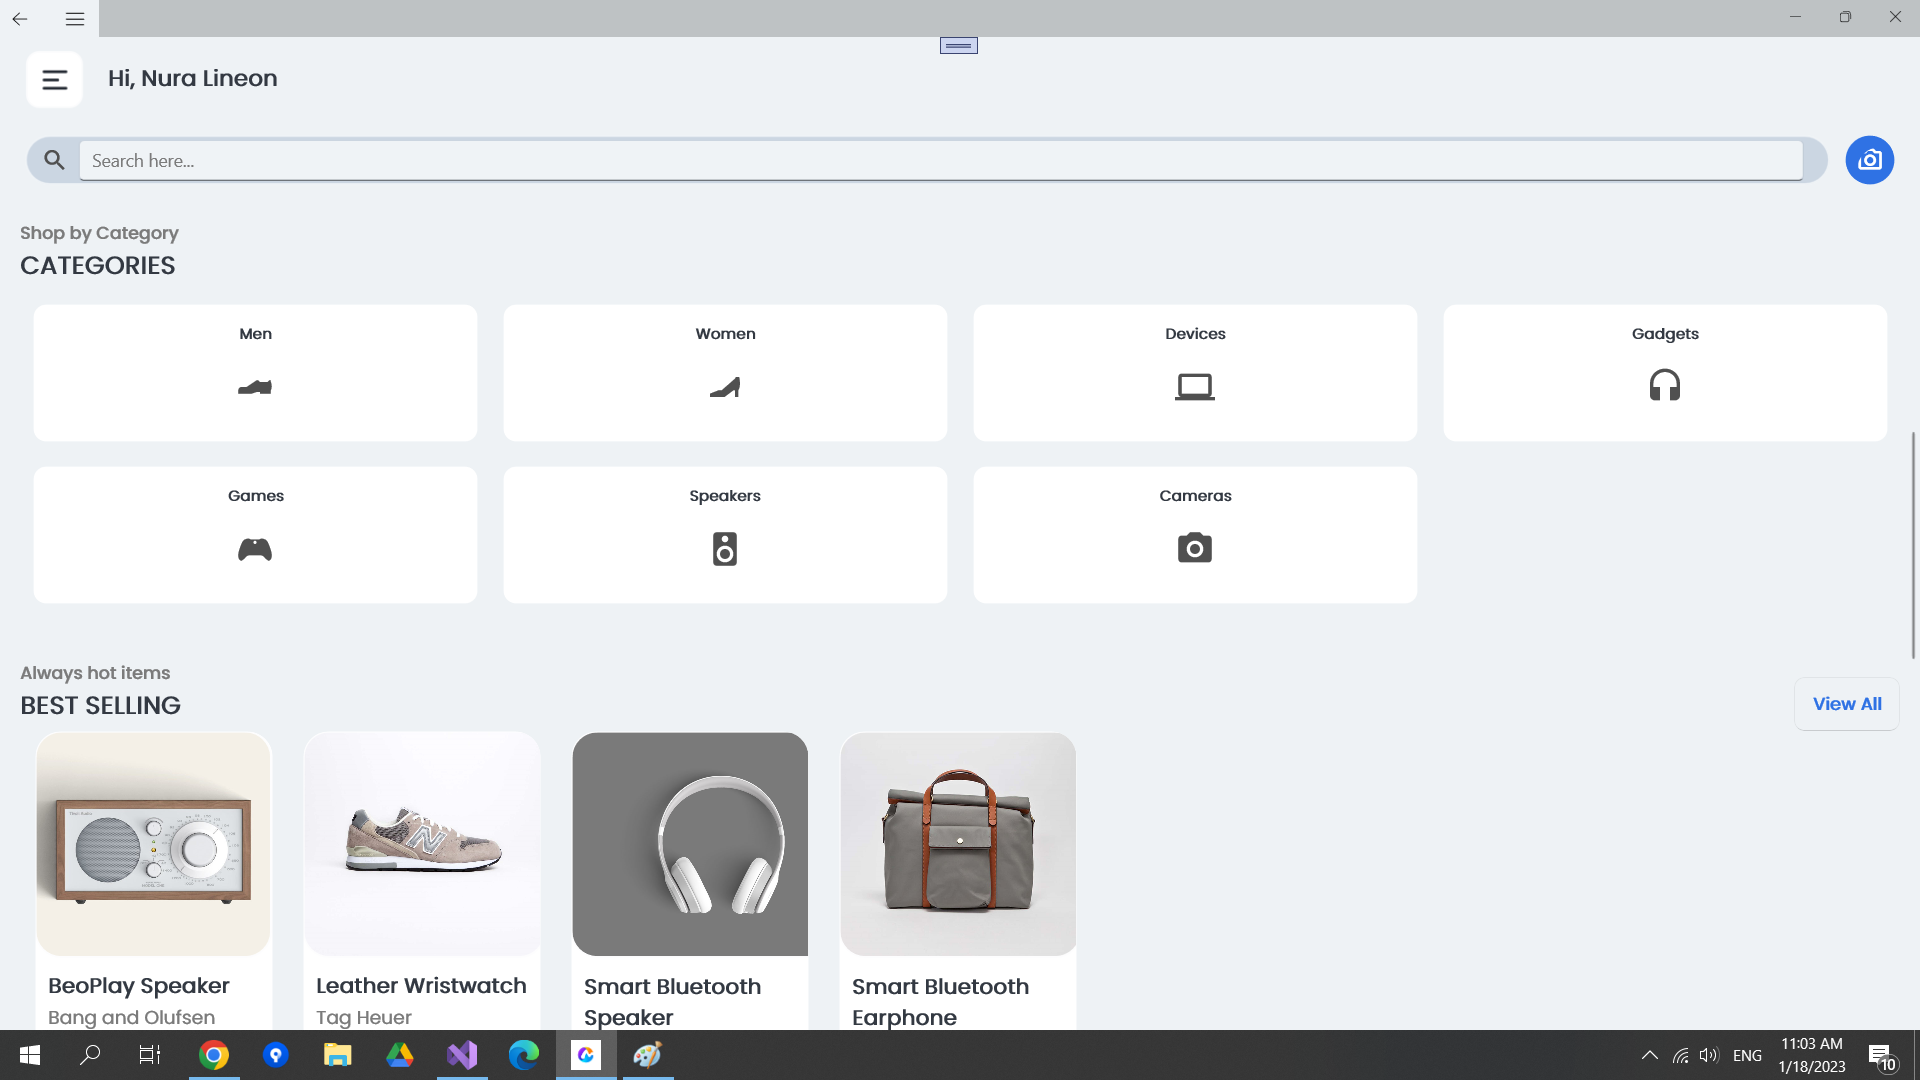 Hi, Nura Lineon
Search here...
Shop by Category
CATEGORIES
Men
Women
Devices
Gadgets
Games
Speakers
Cameras
Always hot items
BEST SELLING
View All
BeoPlay Speaker
Bang and Olufsen
Leather Wristwatch
Tag Heuer
Smart Bluetooth
Speaker
Smart Bluetooth
Earphone
ENG
11:03 AM
1/18/2023
10